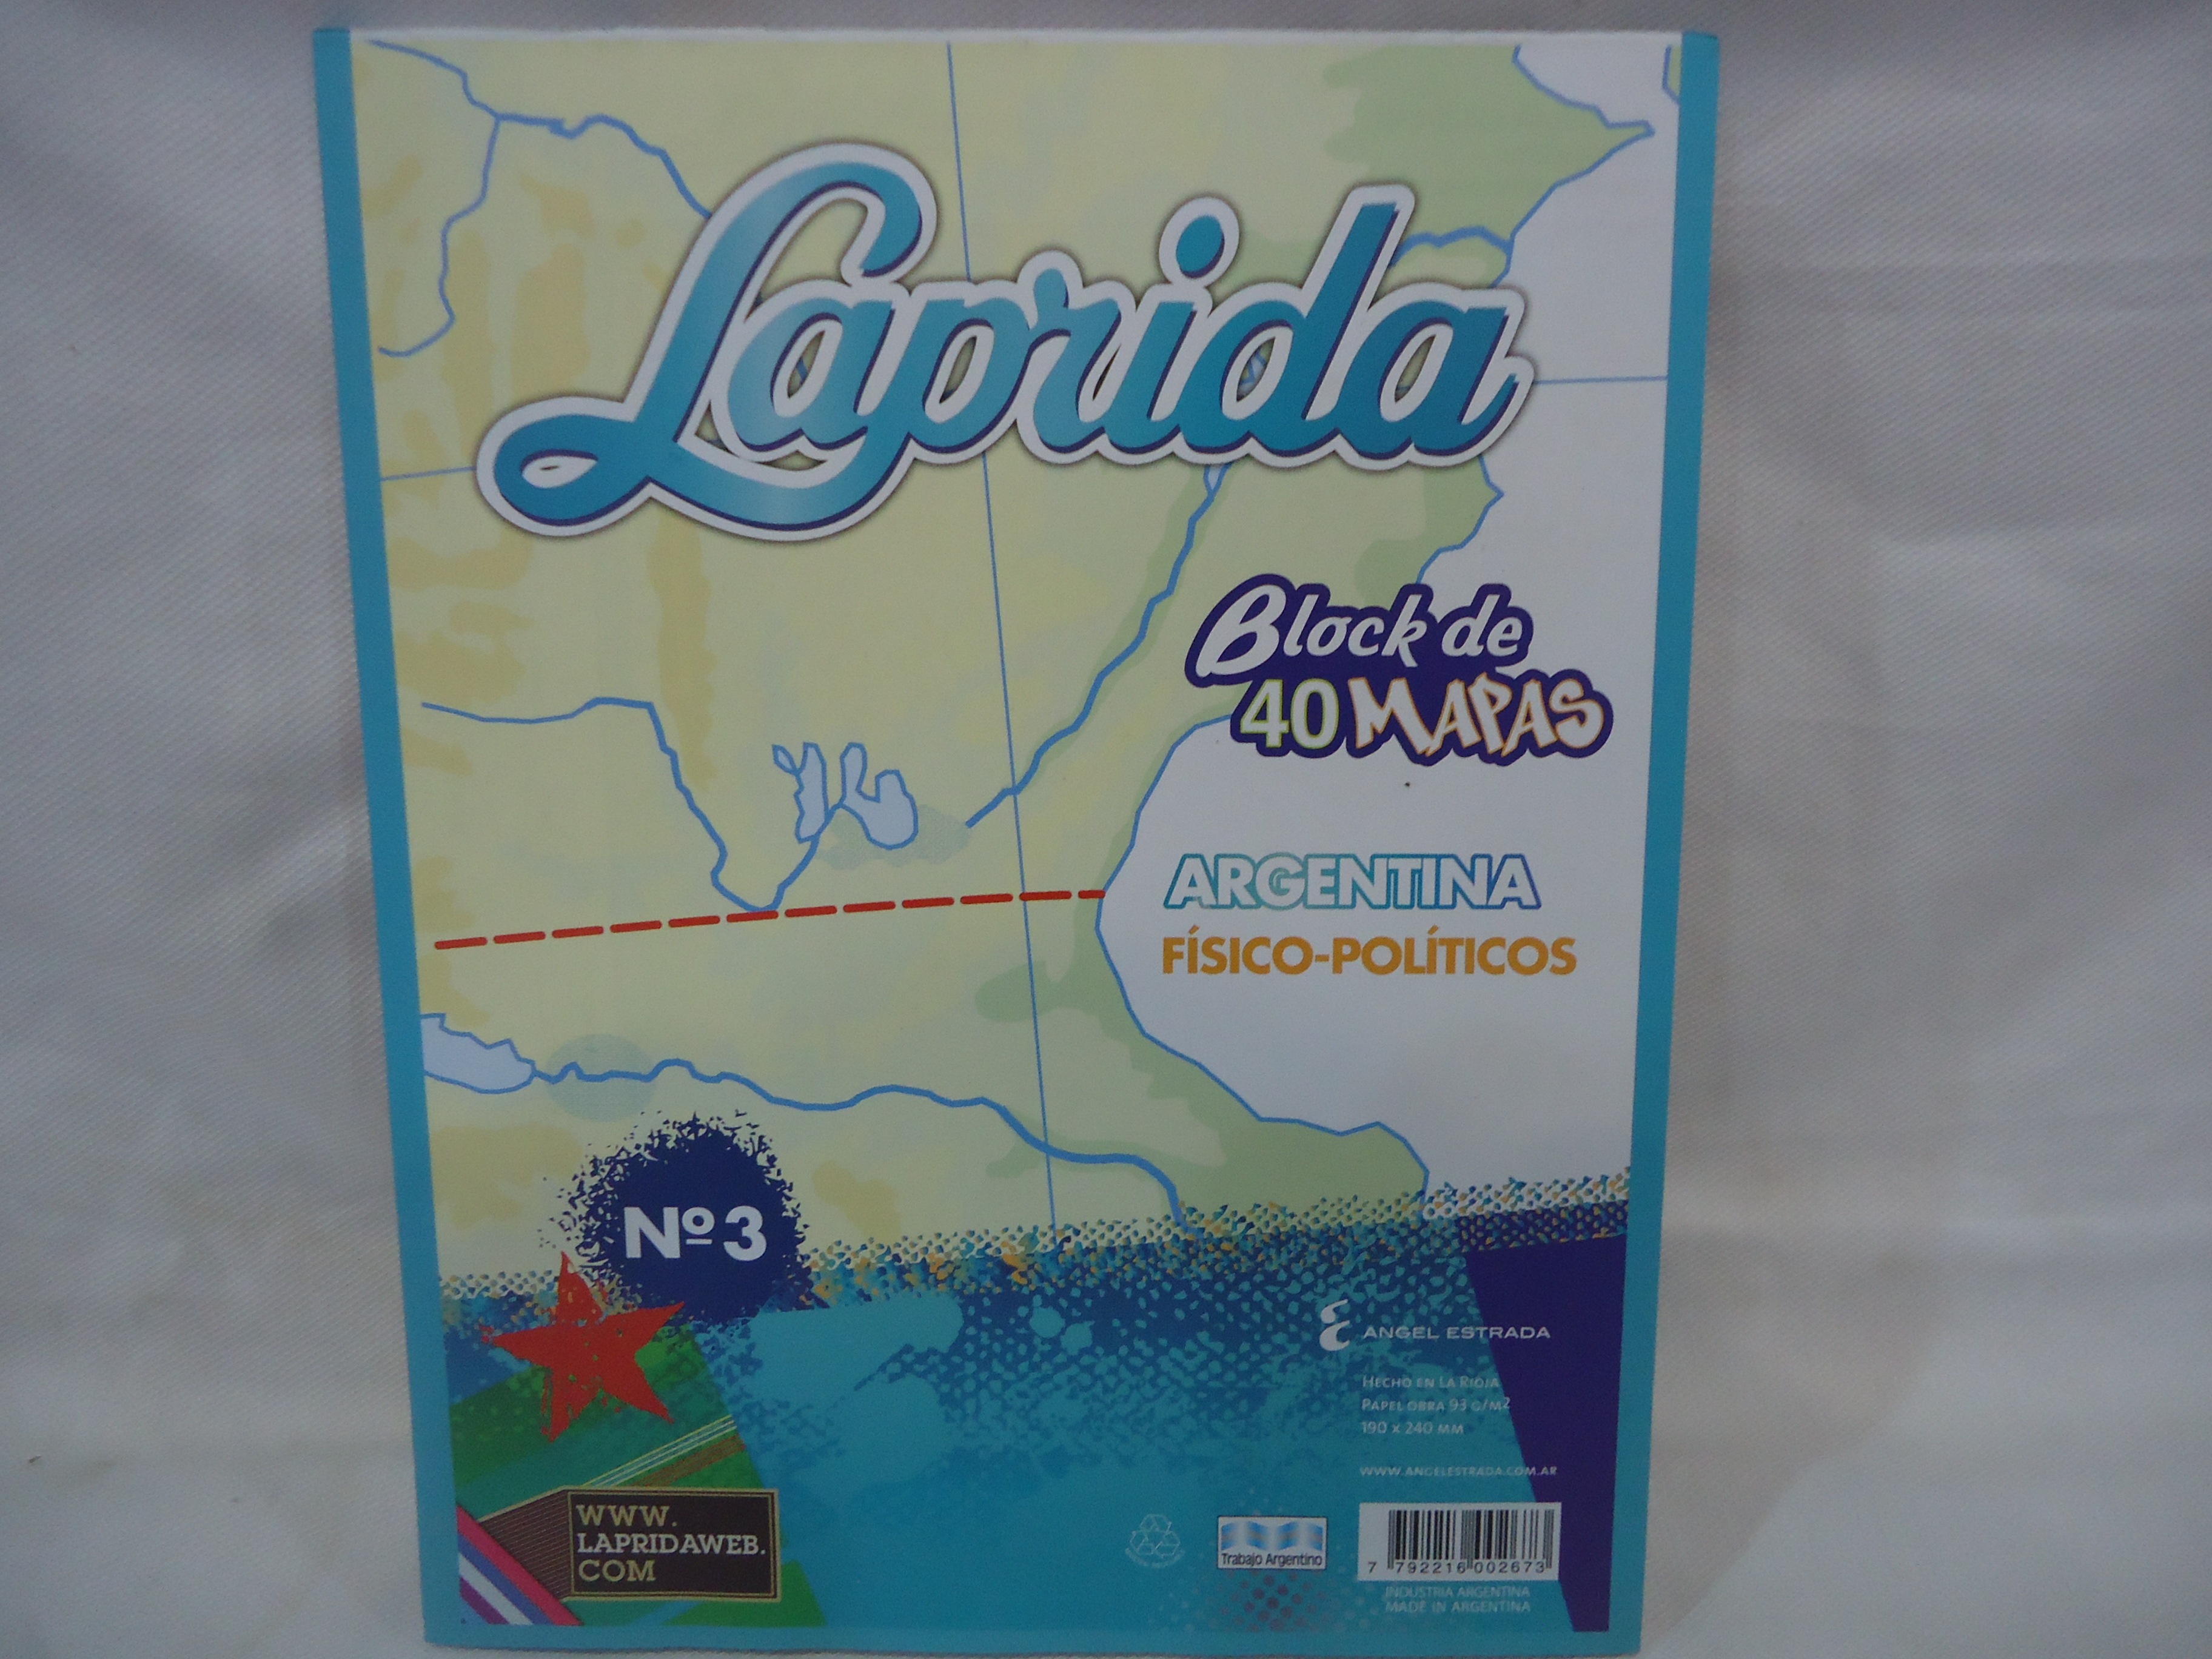 Laprida
Block de
40 MAPAS
ARGENTINA
FÍSICO-POLÍTICOS
Nº 3
ANGEL ESTRADA
HECHO EN LA RIOJA
PAPEL OBRA 93 G/M2
190 X 240 MM
WWW.ANGELESTRADA.COM.AR
WWW.
LAPRIDAWEB.
COM
Trabajo Argentino
7 792216 002673
INDUSTRIA ARGENTINA
MADE IN ARGENTINA